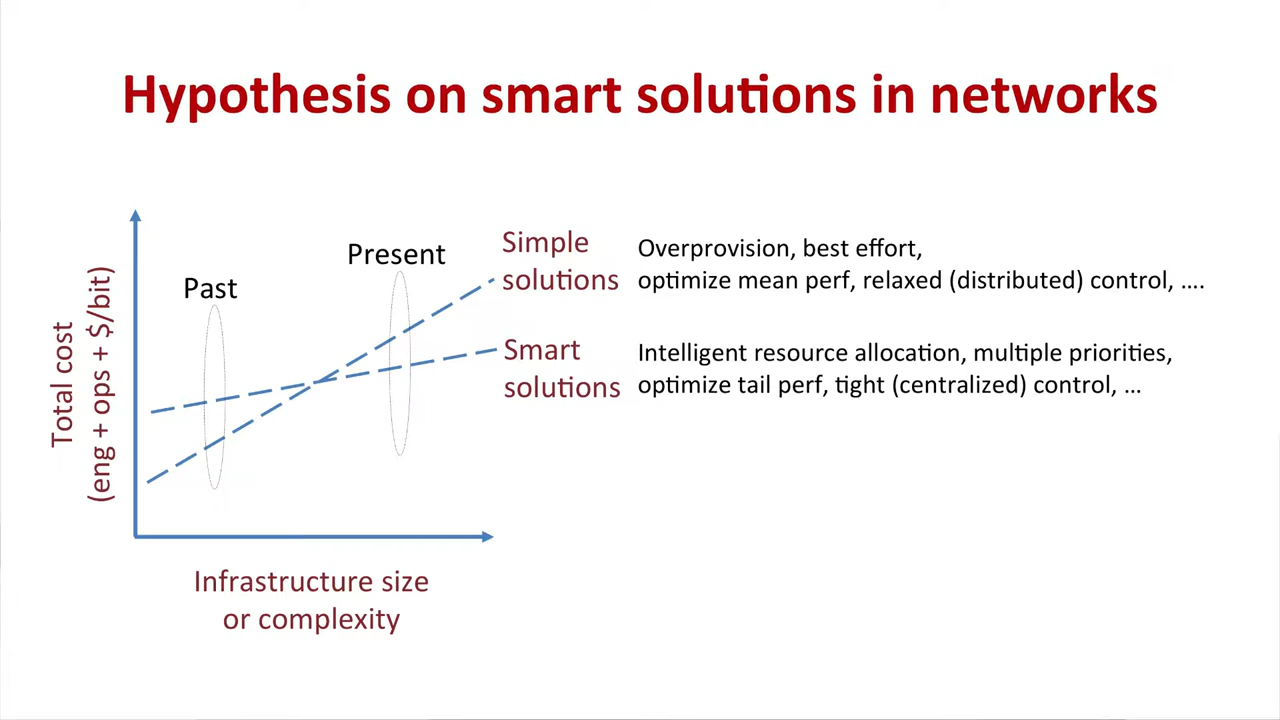 Hypothesis on smart solutions in networks
Total cost
(eng + ops + $/bit)
Past
Present
Simple
solutions
Overprovision, best effort,
optimize mean perf, relaxed (distributed) control, ….
Smart
solutions
Intelligent resource allocation, multiple priorities,
optimize tail perf, tight (centralized) control, …
Infrastructure size
or complexity